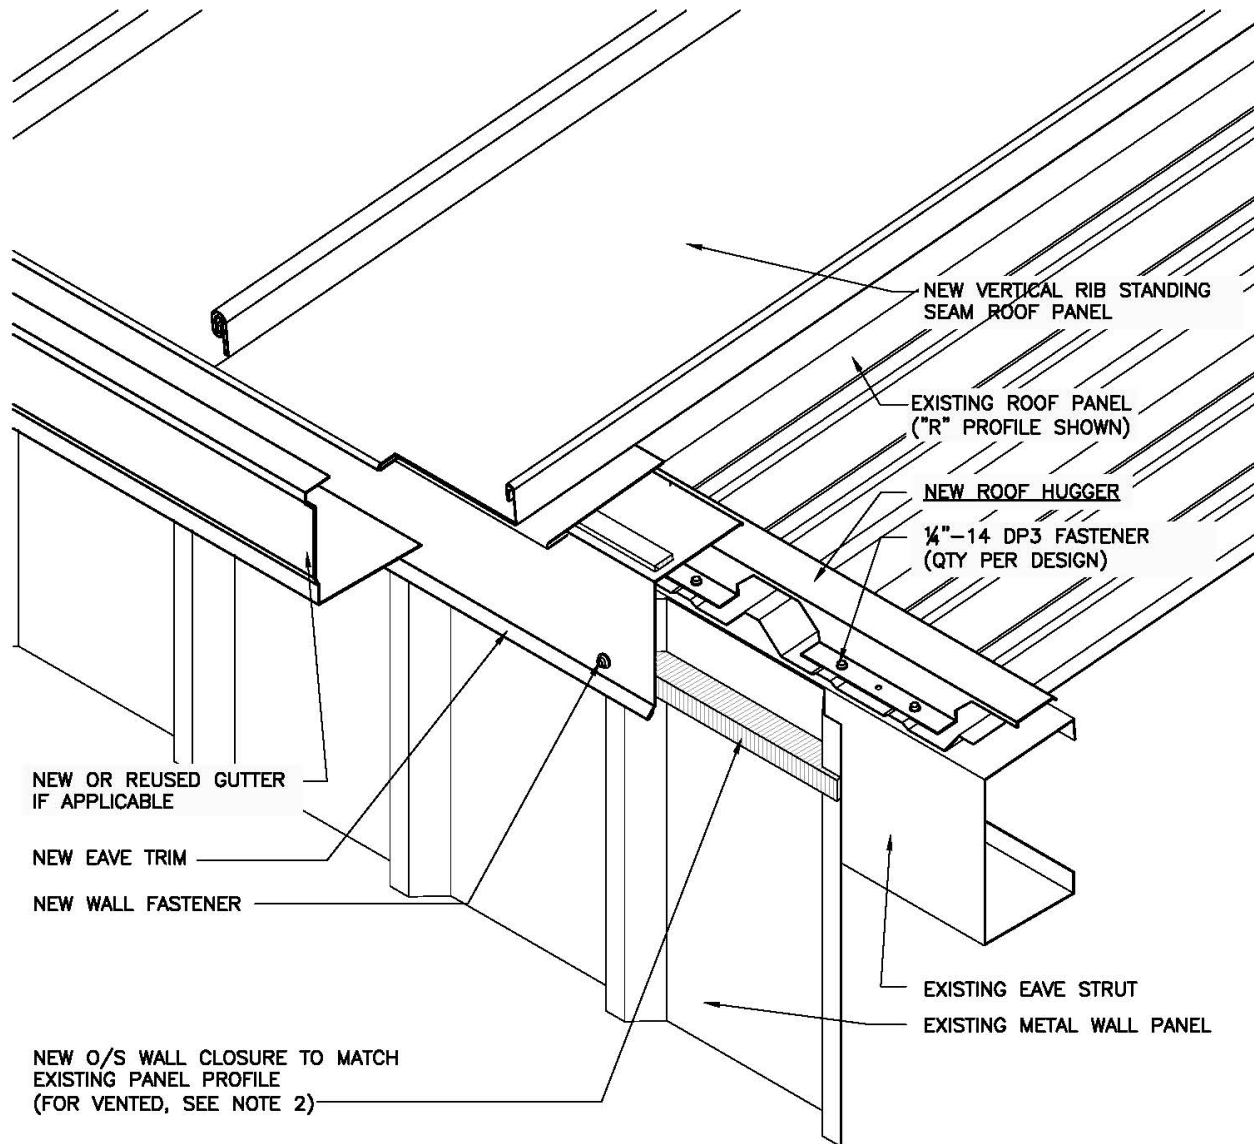 NEW VERTICAL RIB STANDING
SEAM ROOF PANEL
EXISTING ROOF PANEL
("R" PROFILE SHOWN)
NEW ROOF HUGGER
¼"-14 DP3 FASTENER
(QTY PER DESIGN)
NEW OR REUSED GUTTER
IF APPLICABLE
NEW EAVE TRIM
NEW WALL FASTENER
EXISTING EAVE STRUT
EXISTING METAL WALL PANEL
NEW O/S WALL CLOSURE TO MATCH
EXISTING PANEL PROFILE
(FOR VENTED, SEE NOTE 2)